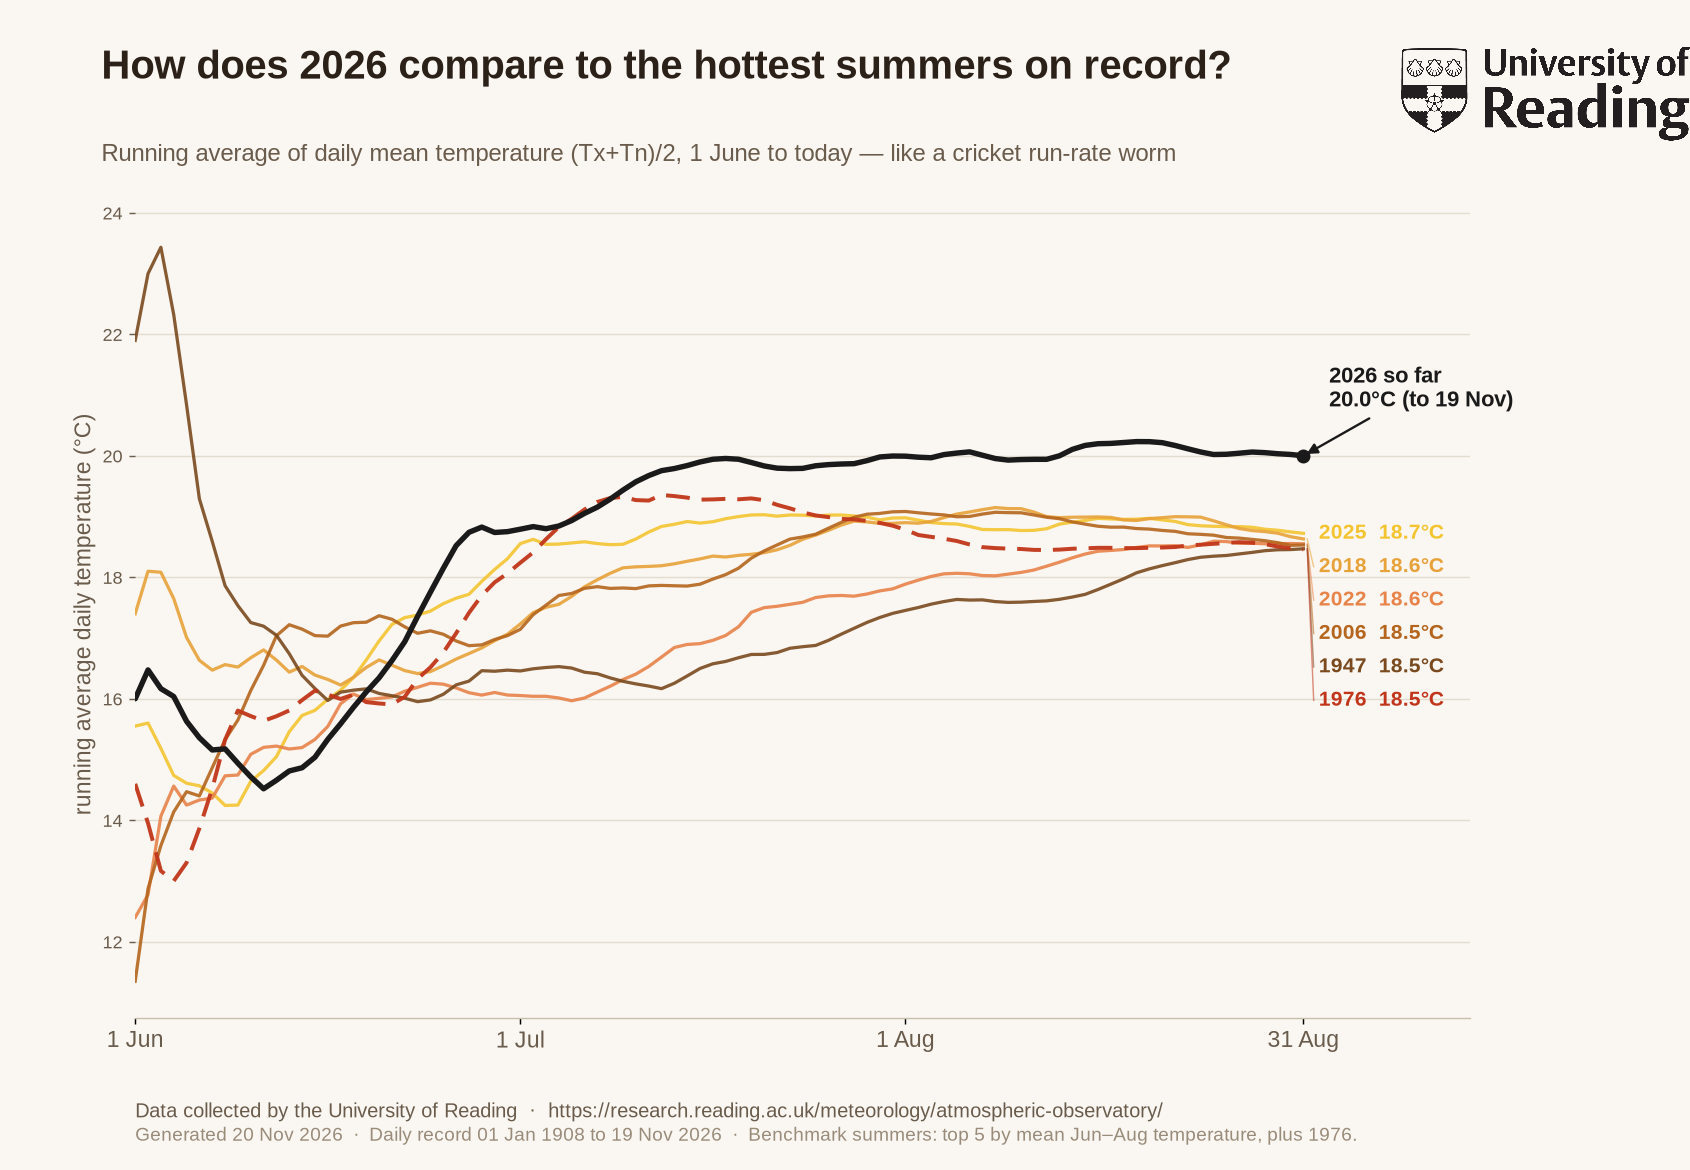 How does 2026 compare to the hottest summers on record?
University of
Reading
Running average of daily mean temperature (Tx+Tn)/2, 1 June to today — like a cricket run-rate worm
running average daily temperature (°C)
24
22
20
18
16
14
12
2026 so far
20.0°C (to 19 Nov)
2025 18.7°C
2018 18.6°C
2022 18.6°C
2006 18.5°C
1947 18.5°C
1976 18.5°C
1 Jun
1 Jul
1 Aug
31 Aug
Data collected by the University of Reading · https://research.reading.ac.uk/meteorology/atmospheric-observatory/
Generated 20 Nov 2026 · Daily record 01 Jan 1908 to 19 Nov 2026 · Benchmark summers: top 5 by mean Jun–Aug temperature, plus 1976.